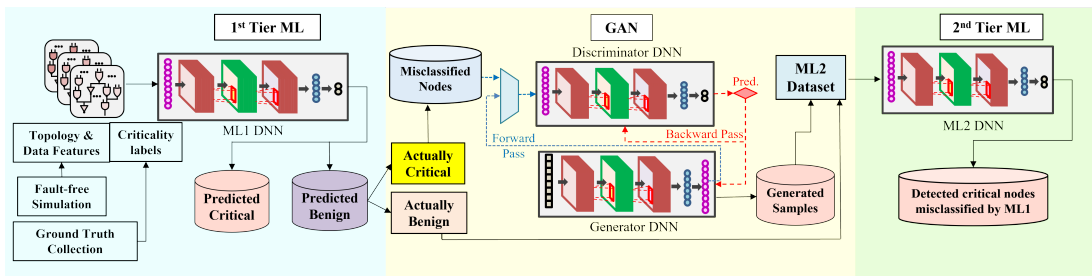 1st Tier ML
ML1 DNN
Topology &
Data Features
Criticality
labels
Fault-free
Simulation
Ground Truth
Collection
Predicted
Critical
Predicted
Benign
GAN
Misclassified
Nodes
Actually
Critical
Actually
Benign
Discriminator DNN
Pred.
Forward
Pass
Backward Pass
Generator DNN
Generated
Samples
ML2
Dataset
2nd Tier ML
ML2 DNN
Detected critical nodes
misclassified by ML1